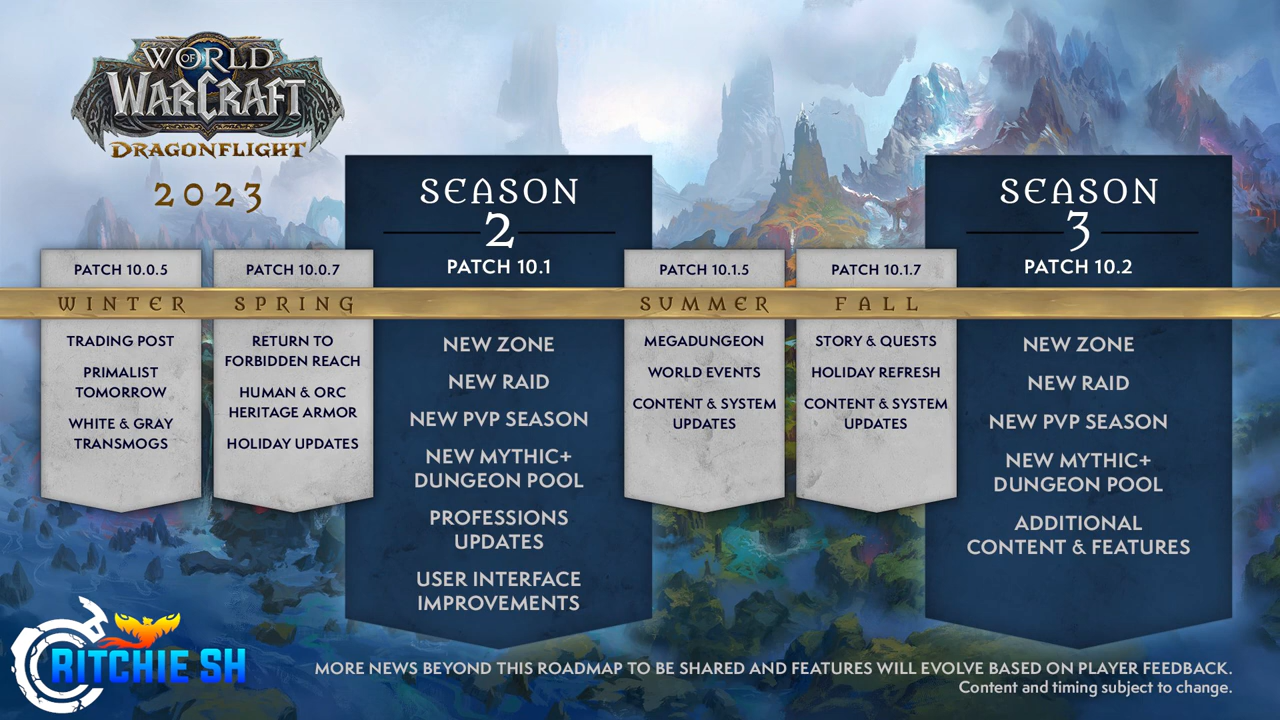 WORLD
OF
WARCRAFT
DRAGONFLIGHT
2023
PATCH 10.0.5
WINTER
TRADING POST
PRIMALIST
TOMORROW
WHITE & GRAY
TRANSMOGS
PATCH 10.0.7
SPRING
RETURN TO
FORBIDDEN REACH
HUMAN & ORC
HERITAGE ARMOR
HOLIDAY UPDATES
SEASON
2
PATCH 10.1
NEW ZONE
NEW RAID
NEW PVP SEASON
NEW MYTHIC+
DUNGEON POOL
PROFESSIONS
UPDATES
USER INTERFACE
IMPROVEMENTS
PATCH 10.1.5
SUMMER
MEGADUNGEON
WORLD EVENTS
CONTENT & SYSTEM
UPDATES
PATCH 10.1.7
FALL
STORY & QUESTS
HOLIDAY REFRESH
CONTENT & SYSTEM
UPDATES
SEASON
3
PATCH 10.2
NEW ZONE
NEW RAID
NEW PVP SEASON
NEW MYTHIC+
DUNGEON POOL
ADDITIONAL
CONTENT & FEATURES
RITCHIE SH
MORE NEWS BEYOND THIS ROADMAP TO BE SHARED AND FEATURES WILL EVOLVE BASED ON PLAYER FEEDBACK.
Content and timing subject to change.